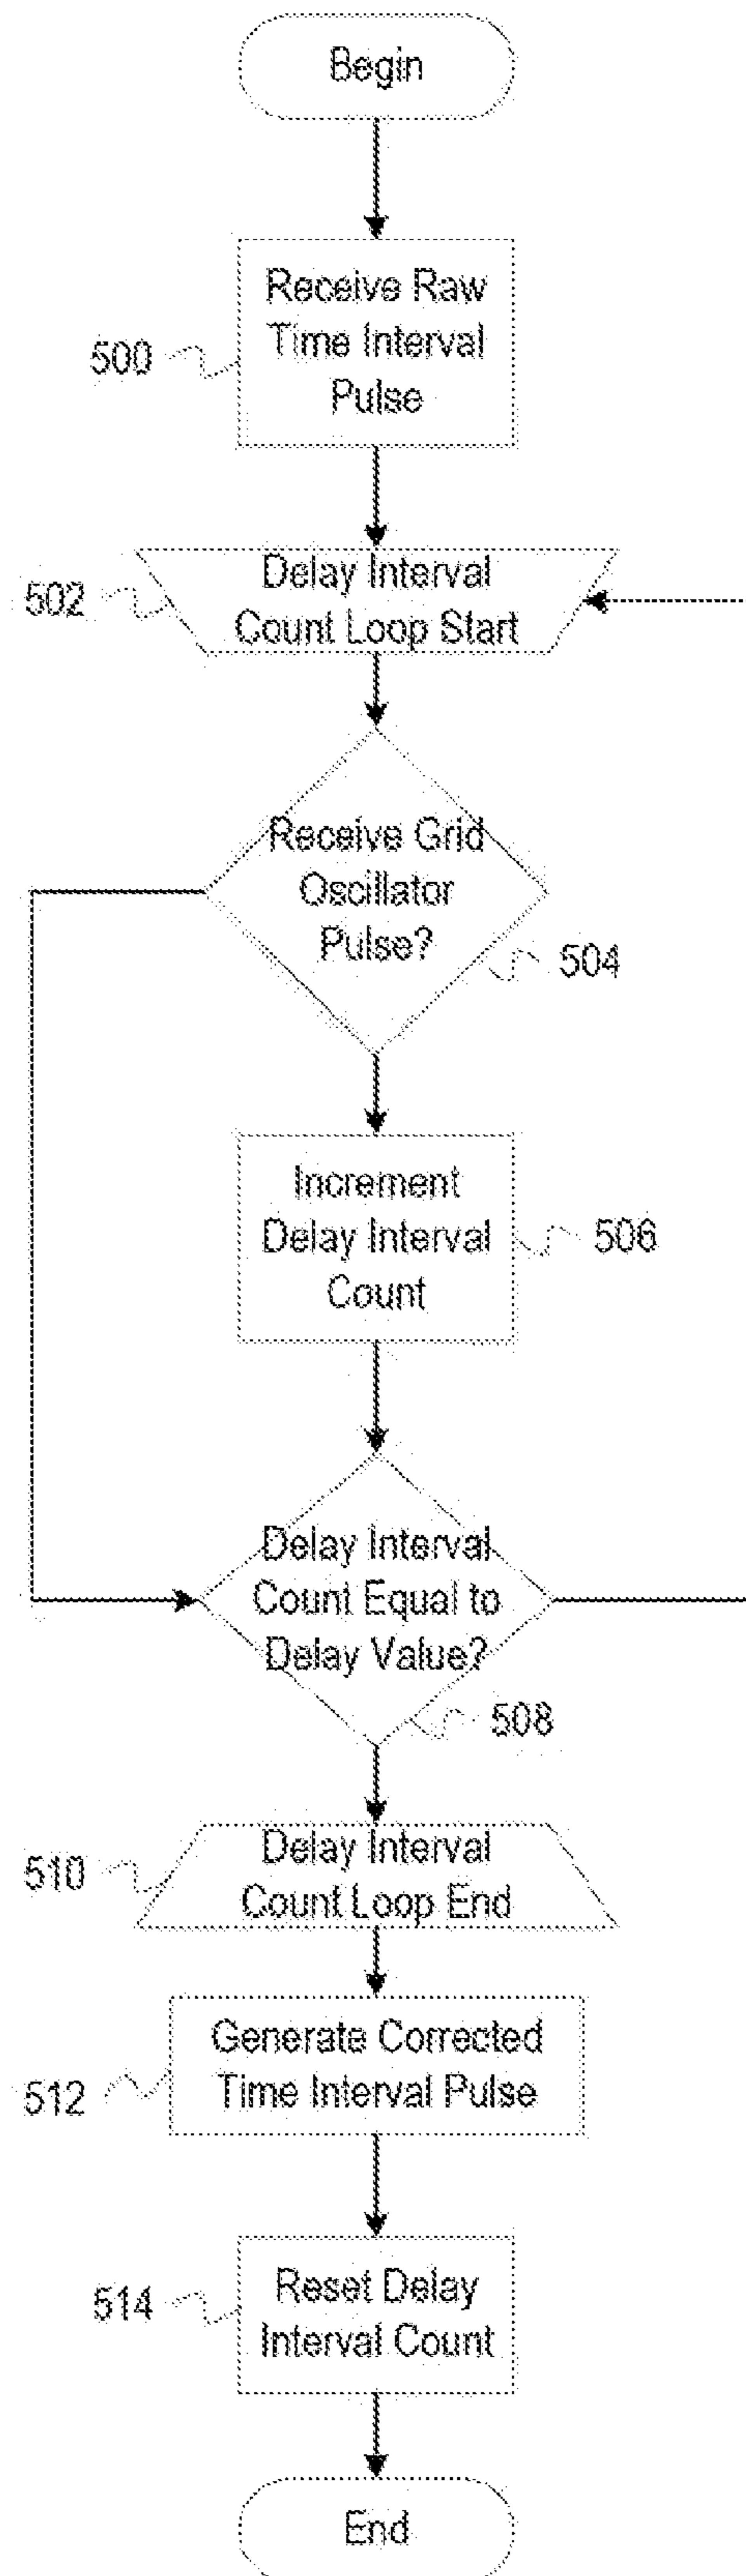 Begin
Receive Raw
Time Interval
Pulse
500
Delay Interval
Count Loop Start
502
Receive Grid
Oscillator
Pulse?
504
Increment
Delay Interval
Count
506
Delay Interval
Count Equal to
Delay Value?
508
Delay Interval
Count Loop End
510
Generate Corrected
Time Interval Pulse
512
Reset Delay
Interval Count
514
End